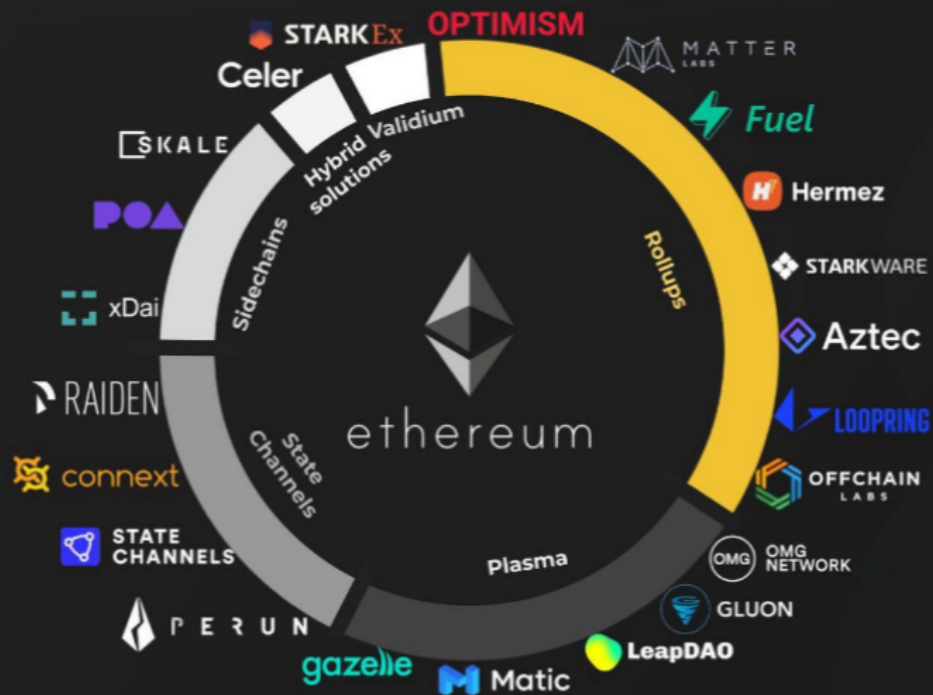 OPTIMISM
MATTER
LABS
Fuel
Hermez
STARKWARE
Aztec
LOOPRING
OFFCHAIN
LABS
Rollups
OMG
OMG
NETWORK
GLUON
LeapDAO
Matic
gazelle
Plasma
PERUN
STATE
CHANNELS
connext
RAIDEN
State
Channels
xDai
POA
SKALE
Sidechains
Celer
Hybrid
solutions
STARKEx
Validium
ethereum